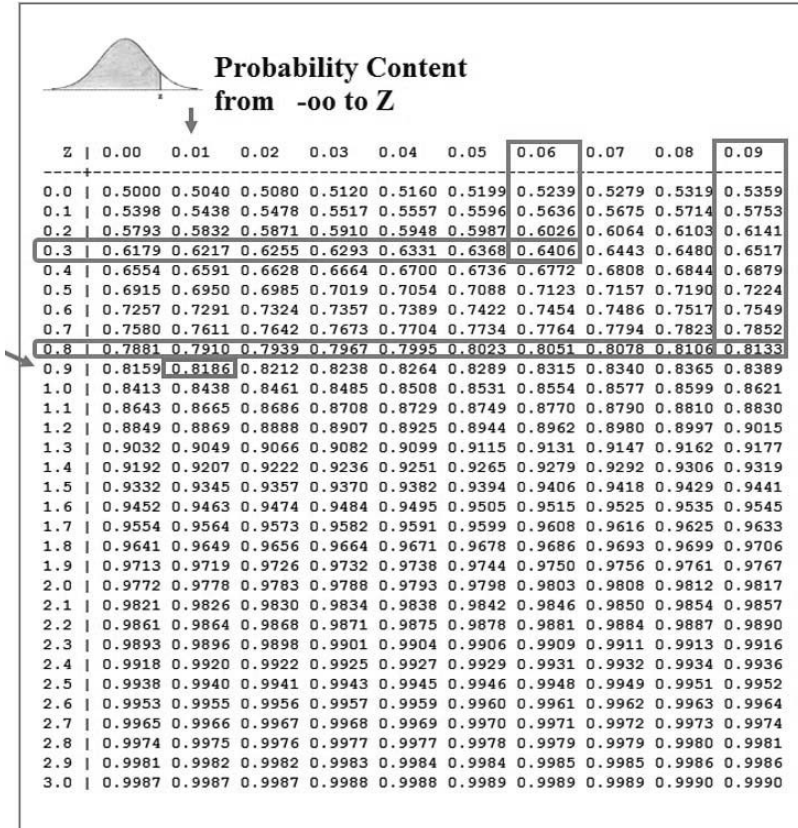 Probability Content
from -oo to Z
z
Z | 0.00 0.01 0.02 0.03 0.04 0.05 0.06 0.07 0.08 0.09
----+----------------------------------------------------------------------
0.0 | 0.5000 0.5040 0.5080 0.5120 0.5160 0.5199 0.5239 0.5279 0.5319 0.5359
0.1 | 0.5398 0.5438 0.5478 0.5517 0.5557 0.5596 0.5636 0.5675 0.5714 0.5753
0.2 | 0.5793 0.5832 0.5871 0.5910 0.5948 0.5987 0.6026 0.6064 0.6103 0.6141
0.3 | 0.6179 0.6217 0.6255 0.6293 0.6331 0.6368 0.6406 0.6443 0.6480 0.6517
0.4 | 0.6554 0.6591 0.6628 0.6664 0.6700 0.6736 0.6772 0.6808 0.6844 0.6879
0.5 | 0.6915 0.6950 0.6985 0.7019 0.7054 0.7088 0.7123 0.7157 0.7190 0.7224
0.6 | 0.7257 0.7291 0.7324 0.7357 0.7389 0.7422 0.7454 0.7486 0.7517 0.7549
0.7 | 0.7580 0.7611 0.7642 0.7673 0.7704 0.7734 0.7764 0.7794 0.7823 0.7852
0.8 | 0.7881 0.7910 0.7939 0.7967 0.7995 0.8023 0.8051 0.8078 0.8106 0.8133
0.9 | 0.8159 0.8186 0.8212 0.8238 0.8264 0.8289 0.8315 0.8340 0.8365 0.8389
1.0 | 0.8413 0.8438 0.8461 0.8485 0.8508 0.8531 0.8554 0.8577 0.8599 0.8621
1.1 | 0.8643 0.8665 0.8686 0.8708 0.8729 0.8749 0.8770 0.8790 0.8810 0.8830
1.2 | 0.8849 0.8869 0.8888 0.8907 0.8925 0.8944 0.8962 0.8980 0.8997 0.9015
1.3 | 0.9032 0.9049 0.9066 0.9082 0.9099 0.9115 0.9131 0.9147 0.9162 0.9177
1.4 | 0.9192 0.9207 0.9222 0.9236 0.9251 0.9265 0.9279 0.9292 0.9306 0.9319
1.5 | 0.9332 0.9345 0.9357 0.9370 0.9382 0.9394 0.9406 0.9418 0.9429 0.9441
1.6 | 0.9452 0.9463 0.9474 0.9484 0.9495 0.9505 0.9515 0.9525 0.9535 0.9545
1.7 | 0.9554 0.9564 0.9573 0.9582 0.9591 0.9599 0.9608 0.9616 0.9625 0.9633
1.8 | 0.9641 0.9649 0.9656 0.9664 0.9671 0.9678 0.9686 0.9693 0.9699 0.9706
1.9 | 0.9713 0.9719 0.9726 0.9732 0.9738 0.9744 0.9750 0.9756 0.9761 0.9767
2.0 | 0.9772 0.9778 0.9783 0.9788 0.9793 0.9798 0.9803 0.9808 0.9812 0.9817
2.1 | 0.9821 0.9826 0.9830 0.9834 0.9838 0.9842 0.9846 0.9850 0.9854 0.9857
2.2 | 0.9861 0.9864 0.9868 0.9871 0.9875 0.9878 0.9881 0.9884 0.9887 0.9890
2.3 | 0.9893 0.9896 0.9898 0.9901 0.9904 0.9906 0.9909 0.9911 0.9913 0.9916
2.4 | 0.9918 0.9920 0.9922 0.9925 0.9927 0.9929 0.9931 0.9932 0.9934 0.9936
2.5 | 0.9938 0.9940 0.9941 0.9943 0.9945 0.9946 0.9948 0.9949 0.9951 0.9952
2.6 | 0.9953 0.9955 0.9956 0.9957 0.9959 0.9960 0.9961 0.9962 0.9963 0.9964
2.7 | 0.9965 0.9966 0.9967 0.9968 0.9969 0.9970 0.9971 0.9972 0.9973 0.9974
2.8 | 0.9974 0.9975 0.9976 0.9977 0.9977 0.9978 0.9979 0.9979 0.9980 0.9981
2.9 | 0.9981 0.9982 0.9982 0.9983 0.9984 0.9984 0.9985 0.9985 0.9986 0.9986
3.0 | 0.9987 0.9987 0.9987 0.9988 0.9988 0.9989 0.9989 0.9989 0.9990 0.9990